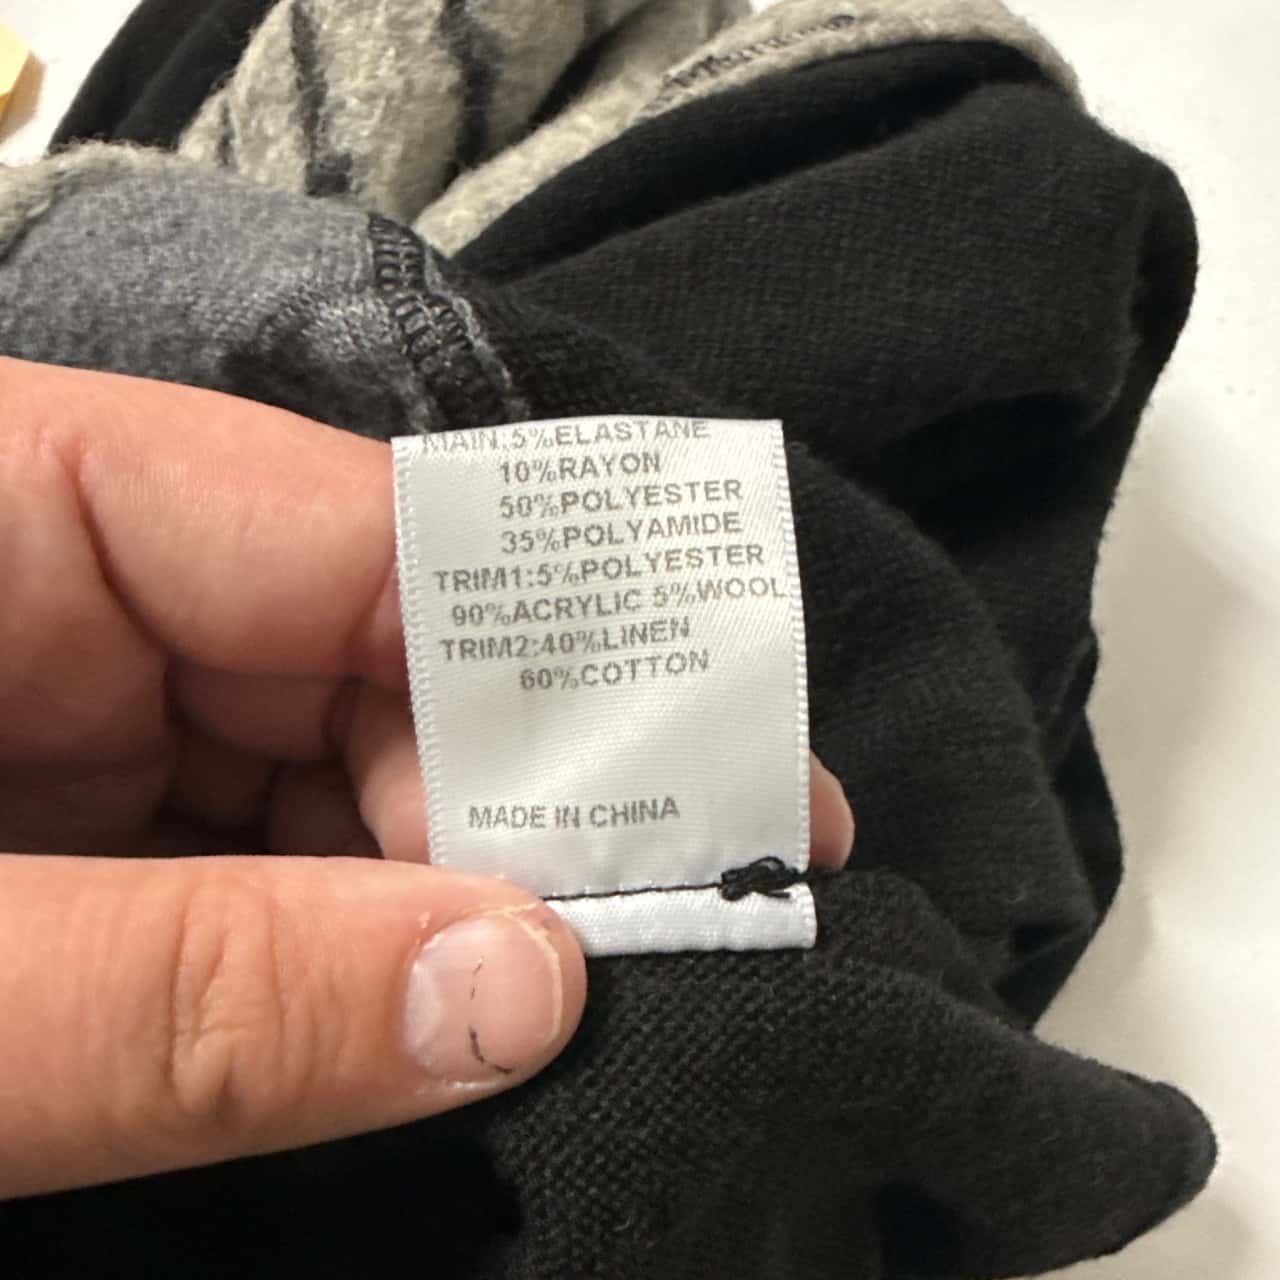 MAIN:5%ELASTANE
10%RAYON
50%POLYESTER
35%POLYAMIDE
TRIM1:5%POLYESTER
90%ACRYLIC 5%WOOL
TRIM2:40%LINEN
60%COTTON
MADE IN CHINA